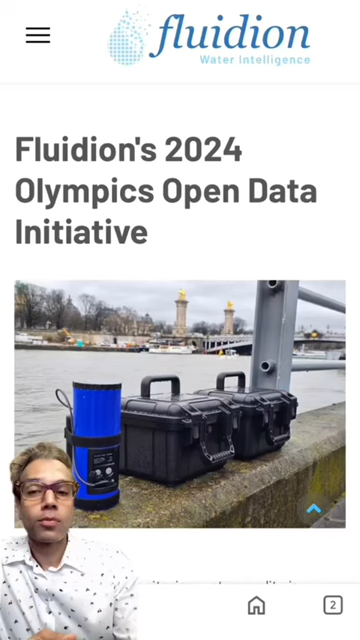 fluidion
Water Intelligence
Fluidion's 2024
Olympics Open Data
Initiative
2